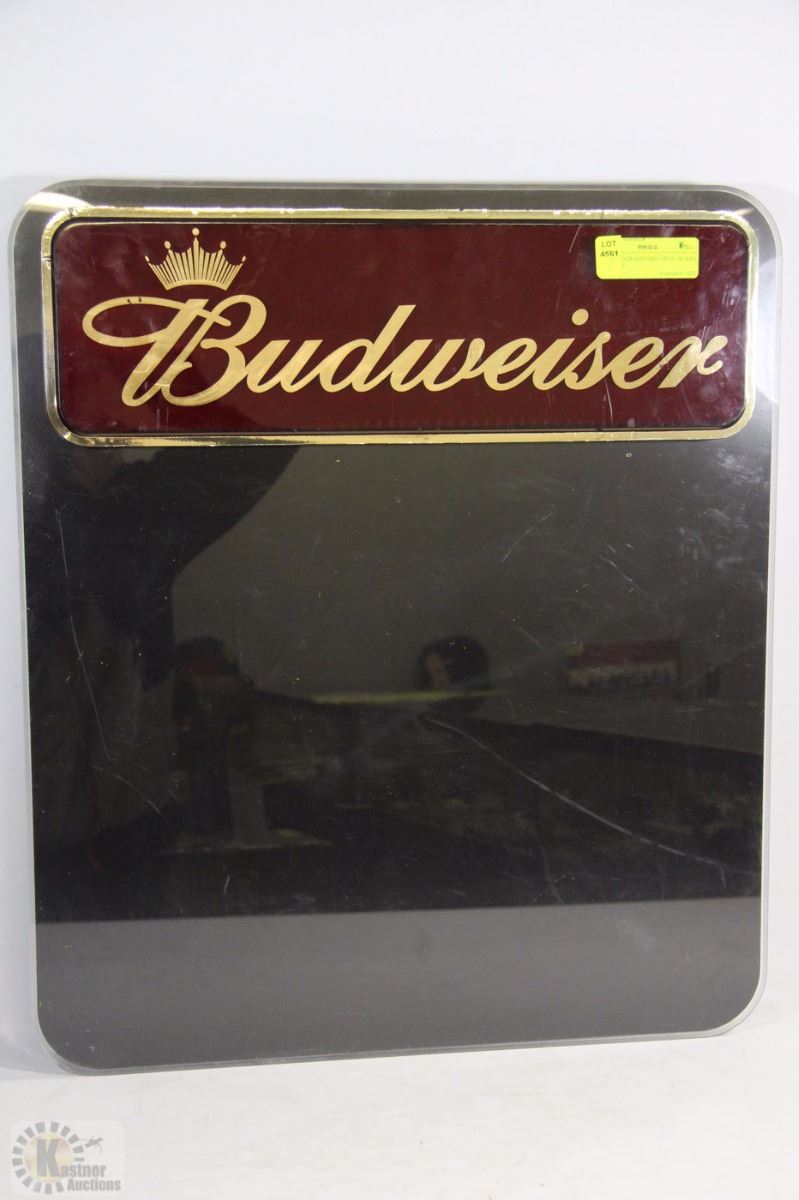 Budweiser
LOT
4561
Kastner
Auctions